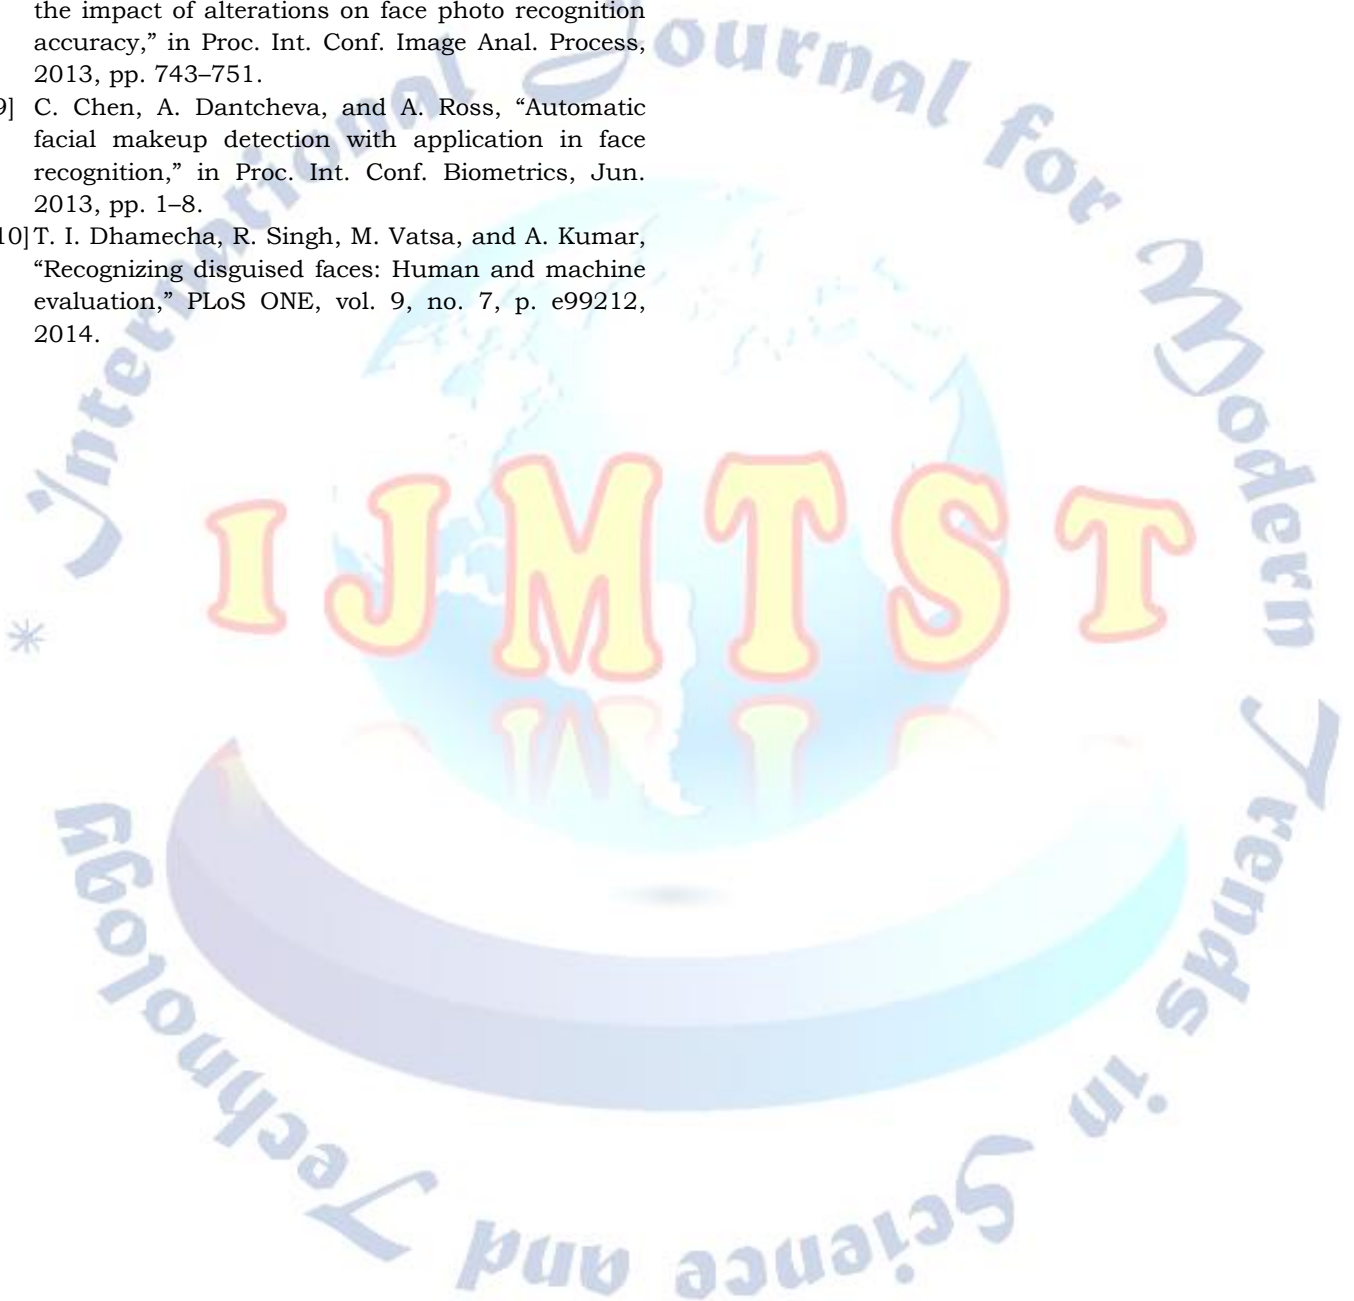 the impact of alterations on face photo recognition
accuracy,” in Proc. Int. Conf. Image Anal. Process,
2013, pp. 743–751.
9] C. Chen, A. Dantcheva, and A. Ross, “Automatic
facial makeup detection with application in face
recognition,” in Proc. Int. Conf. Biometrics, Jun.
2013, pp. 1–8.
10] T. I. Dhamecha, R. Singh, M. Vatsa, and A. Kumar,
“Recognizing disguised faces: Human and machine
evaluation,” PLoS ONE, vol. 9, no. 7, p. e99212,
2014.
International Journal for Modern Trends in Science and Technology
*
IJMTST